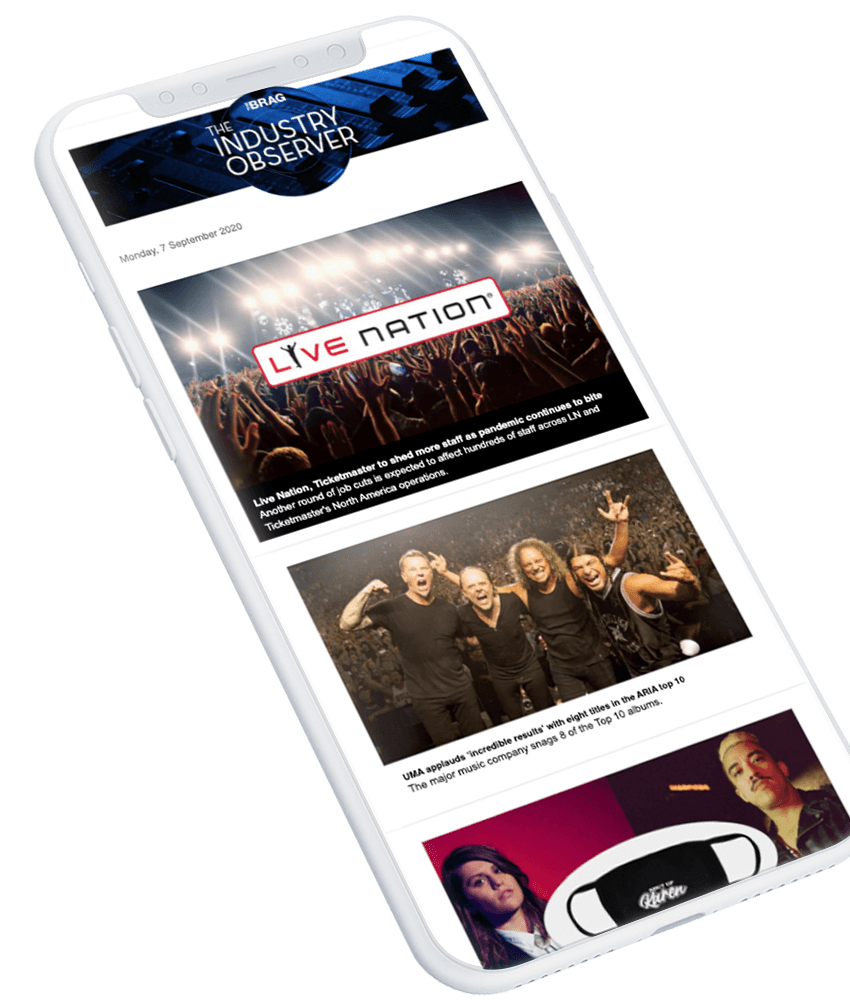 THE BRAG
THE
INDUSTRY
OBSERVER
Monday, 7 September 2020
LIVE NATION®
Live Nation, Ticketmaster to shed more staff as pandemic continues to bite
Another round of job cuts is expected to affect hundreds of staff across LN and
Ticketmaster's North America operations.
UMA applauds 'incredible results' with eight titles in the ARIA top 10
The major music company snags 8 of the Top 10 albums.
SHUT UP
Karen